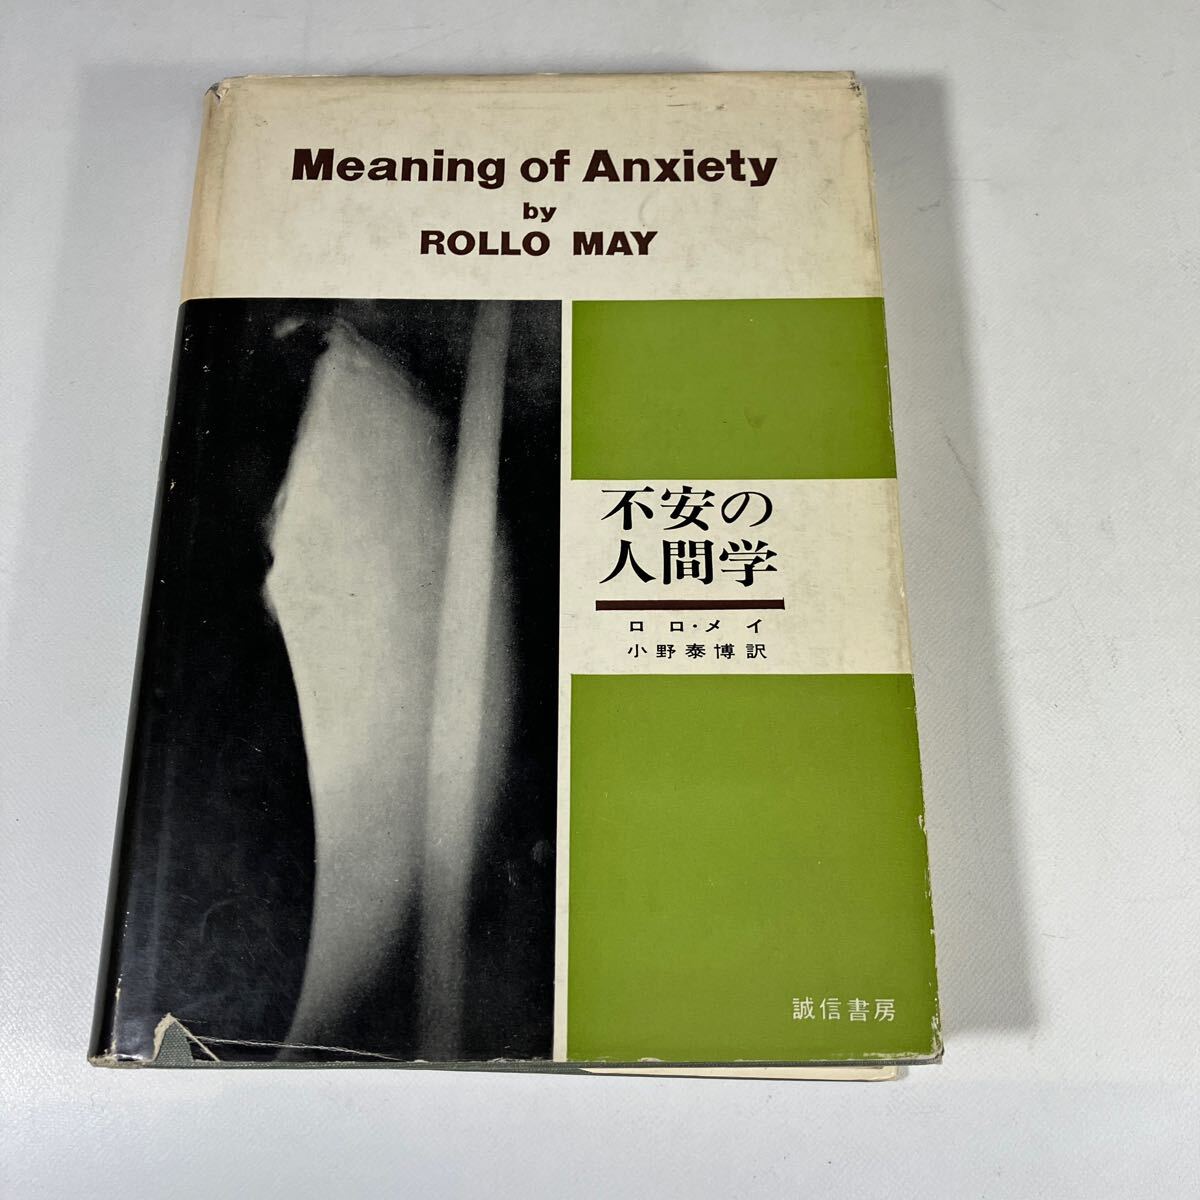 Meaning of Anxiety
by
ROLLO MAY
不安の
人間学
ロロ・メイ
小野泰博訳
誠信書房